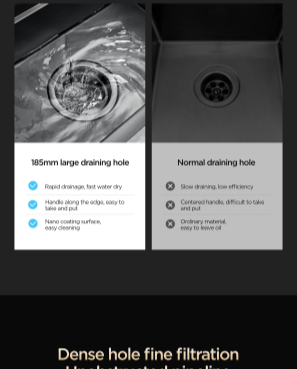 185mm large draining hole
Rapid drainage, fast water dry
Handle along the edge, easy to
take and put
Nano coating surface,
easy cleaning
Normal draining hole
Slow draining, low efficiency
Centered handle, difficult to take
and put
Ordinary material,
easy to leave oil
Dense hole fine filtration